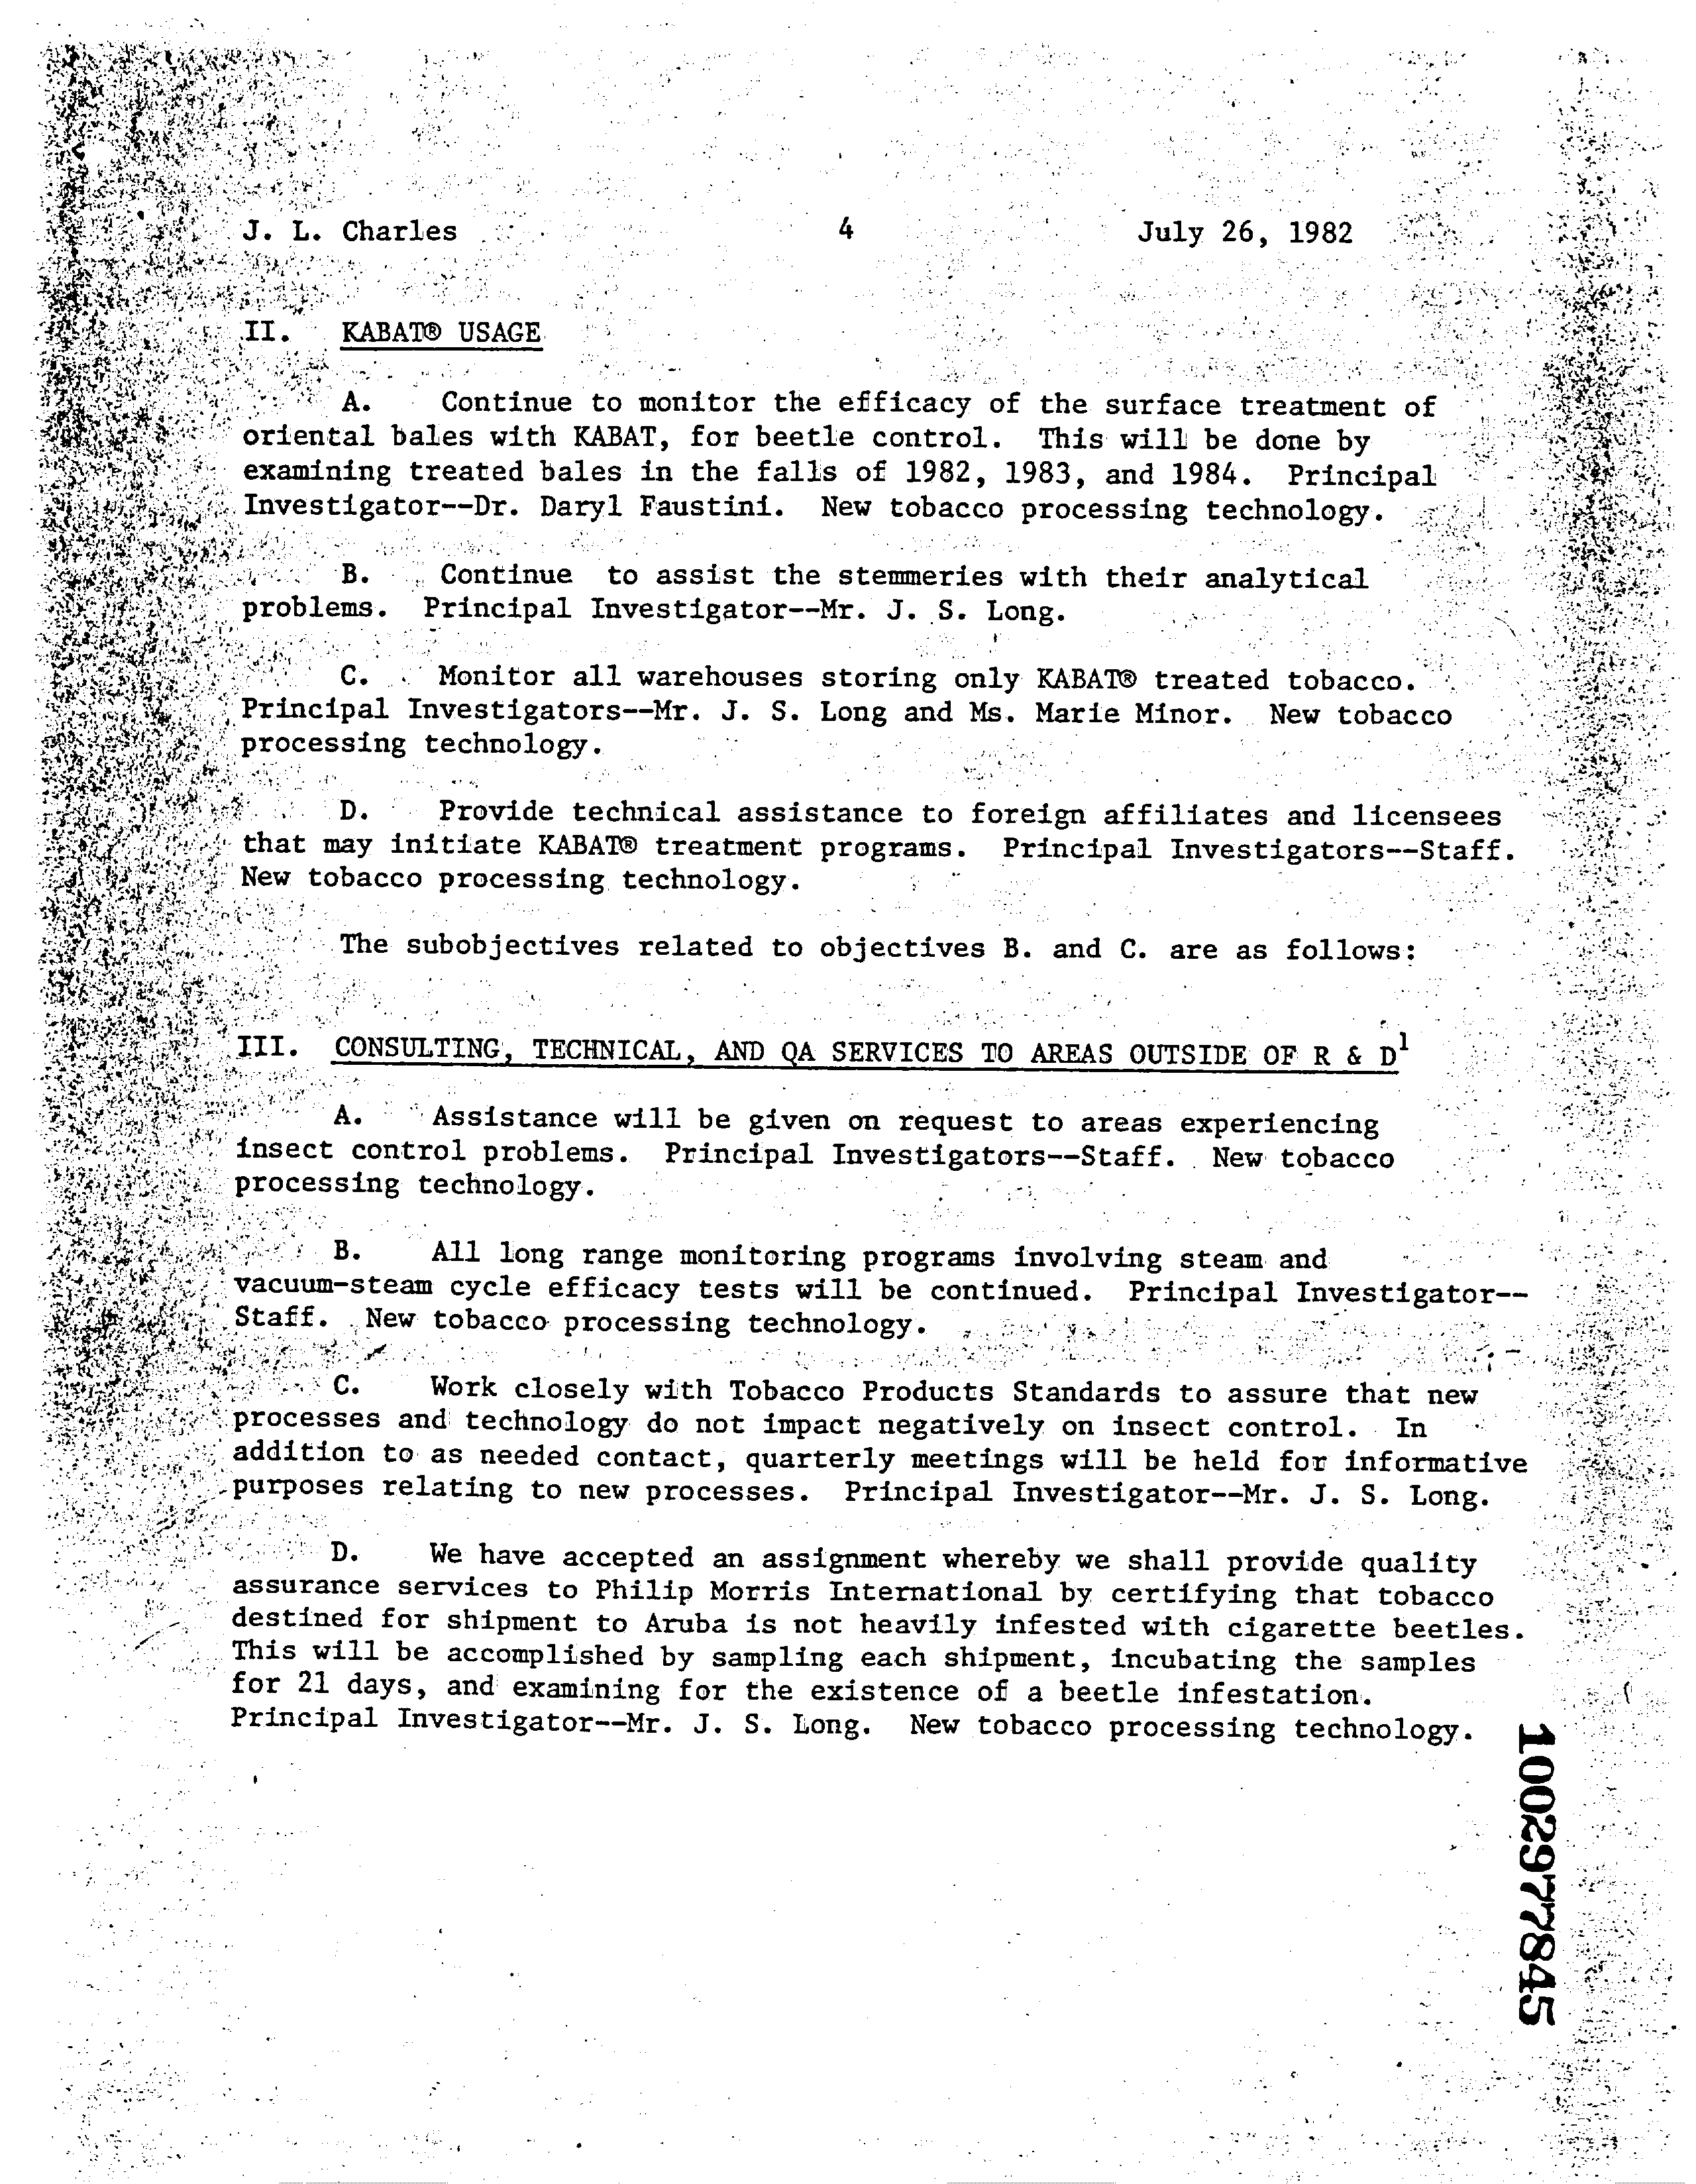 J. L. Charles 4 July 26, 1982
II. KABAT® USAGE
A. Continue to monitor the efficacy of the surface treatment of
oriental bales with KABAT, for beetle control. This will be done by
examining treated bales in the falls of 1982, 1983, and 1984. Principal
Investigator--Dr. Daryl Faustini. New tobacco processing technology.
B. Continue to assist the stemmeries with their analytical
problems. Principal Investigator--Mr. J. S. Long.
C. Monitor all warehouses storing only KABAT® treated tobacco.
Principal Investigators--Mr. J. S. Long and Ms. Marie Minor. New tobacco
processing technology.
D. Provide technical assistance to foreign affiliates and licensees
that may initiate KABAT® treatment programs. Principal Investigators--Staff.
New tobacco processing technology.
The subobjectives related to objectives B. and C. are as follows:
III. CONSULTING, TECHNICAL, AND QA SERVICES TO AREAS OUTSIDE OF R & D1
A. Assistance will be given on request to areas experiencing
insect control problems. Principal Investigators--Staff. New tobacco
processing technology.
B. All long range monitoring programs involving steam and
vacuum-steam cycle efficacy tests will be continued. Principal Investigator--
Staff. New tobacco processing technology.
C. Work closely with Tobacco Products Standards to assure that new
processes and technology do not impact negatively on insect control. In
addition to as needed contact, quarterly meetings will be held for informative
purposes relating to new processes. Principal Investigator--Mr. J. S. Long.
D. We have accepted an assignment whereby we shall provide quality
assurance services to Philip Morris International by certifying that tobacco
destined for shipment to Aruba is not heavily infested with cigarette beetles.
This will be accomplished by sampling each shipment, incubating the samples
for 21 days, and examining for the existence of a beetle infestation.
Principal Investigator--Mr. J. S. Long. New tobacco processing technology.
1002977845